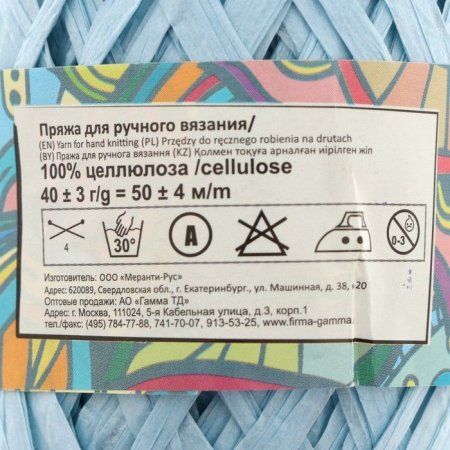 Пряжа для ручного вязания/
(EN) Yarn for hand knitting (PL) Przędzy do ręcznego robienia na drutach
(BY) Пража для ручнога вязання (KZ) Қолмен тоқуға арналған иірілген жіп
100% целлюлоза /cellulose
40 ± 3 г/g = 50 ± 4 м/m
4
30°
A
0-3
Изготовитель: ООО «Меранти-Рус»
Адрес: 620089, Свердловская обл., г. Екатеринбург., ул. Машинная, д. 38,
Оптовые продажи: АО «Гамма ТД»
Адрес: г. Москва, 111024, 5-я Кабельная улица, д.3, корп.1
тел./факс: (495) 784-77-88, 741-70-07, 913-53-25, www.firma-gamma